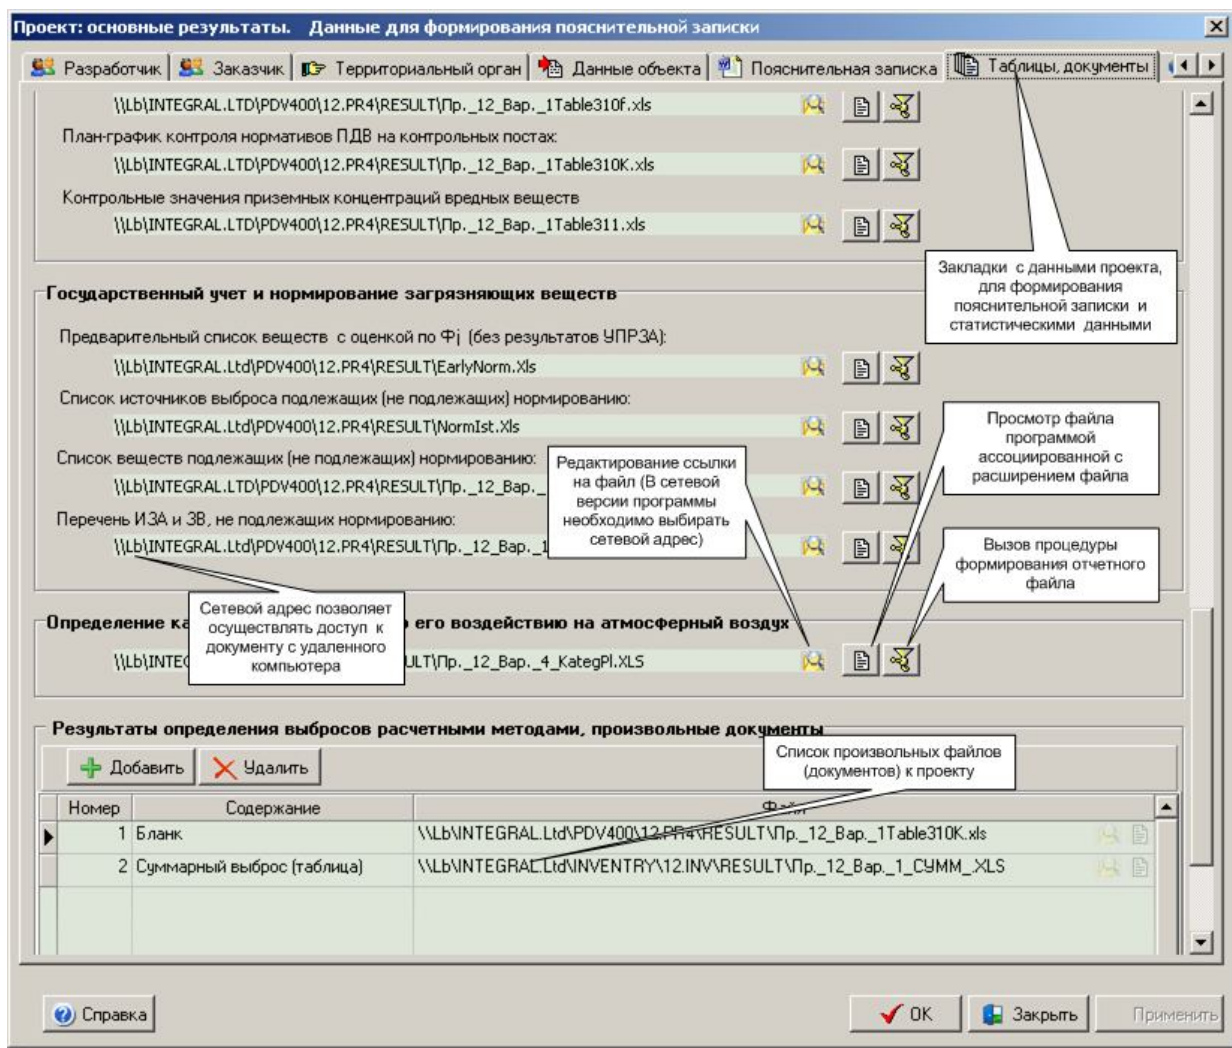 Проект: основные результаты. Данные для формирования пояснительной записки
Разработчик Заказчик Территориальный орган Данные объекта Пояснительная записка Таблицы, документы
\\Lb\INTEGRAL.LTD\PDV400\12.PR4\RESULT\Пр._12_Вар._1Table310f.xls
План-график контроля нормативов ПДВ на контрольных постах:
\\Lb\INTEGRAL.LTD\PDV400\12.PR4\RESULT\Пр._12_Вар._1Table310K.xls
Контрольные значения приземных концентраций вредных веществ
\\Lb\INTEGRAL.LTD\PDV400\12.PR4\RESULT\Пр._12_Вар._1Table311.xls
Закладки с данными проекта,
для формирования
пояснительной записки и
статистическими данными
Государственный учет и нормирование загрязняющих веществ
Предварительный список веществ с оценкой по Фj (без результатов УПРЗА):
\\Lb\INTEGRAL.Ltd\PDV400\12.PR4\RESULT\EarlyNorm.Xls
Список источников выброса подлежащих (не подлежащих) нормированию:
\\Lb\INTEGRAL.Ltd\PDV400\12.PR4\RESULT\NormIst.Xls
Просмотр файла
программой
ассоциированной с
расширением файла
Список веществ подлежащих (не подлежащих) нормированию:
\\Lb\INTEGRAL.Ltd\PDV400\12.PR4\RESULT\Пр._12_Вар._
Редактирование ссылки
на файл (В сетевой
версии программы
необходимо выбирать
сетевой адрес)
Перечень ИЗА и ЗВ, не подлежащих нормированию:
\\Lb\INTEGRAL.Ltd\PDV400\12.PR4\RESULT\Пр._12_Вар._1
Вызов процедуры
формирования отчетного
файла
Сетевой адрес позволяет
осуществлять доступ к
документу с удаленного
компьютера
Определение ка его воздействию на атмосферный воздух
\\Lb\INTEG ULT\Пр._12_Вар._4_KategPl.XLS
Результаты определения выбросов расчетными методами, произвольные документы
Добавить Удалить
Список произвольных файлов
(документов) к проекту
Номер Содержание Файл
1 Бланк \\Lb\INTEGRAL.Ltd\PDV400\12.PR4\RESULT\Пр._12_Вар._1Table310K.xls
2 Суммарный выброс (таблица) \\Lb\INTEGRAL.Ltd\INVENTRY\12.INV\RESULT\Пр._12_Вар._1_СУММ_.XLS
Справка OK Закрыть Применить